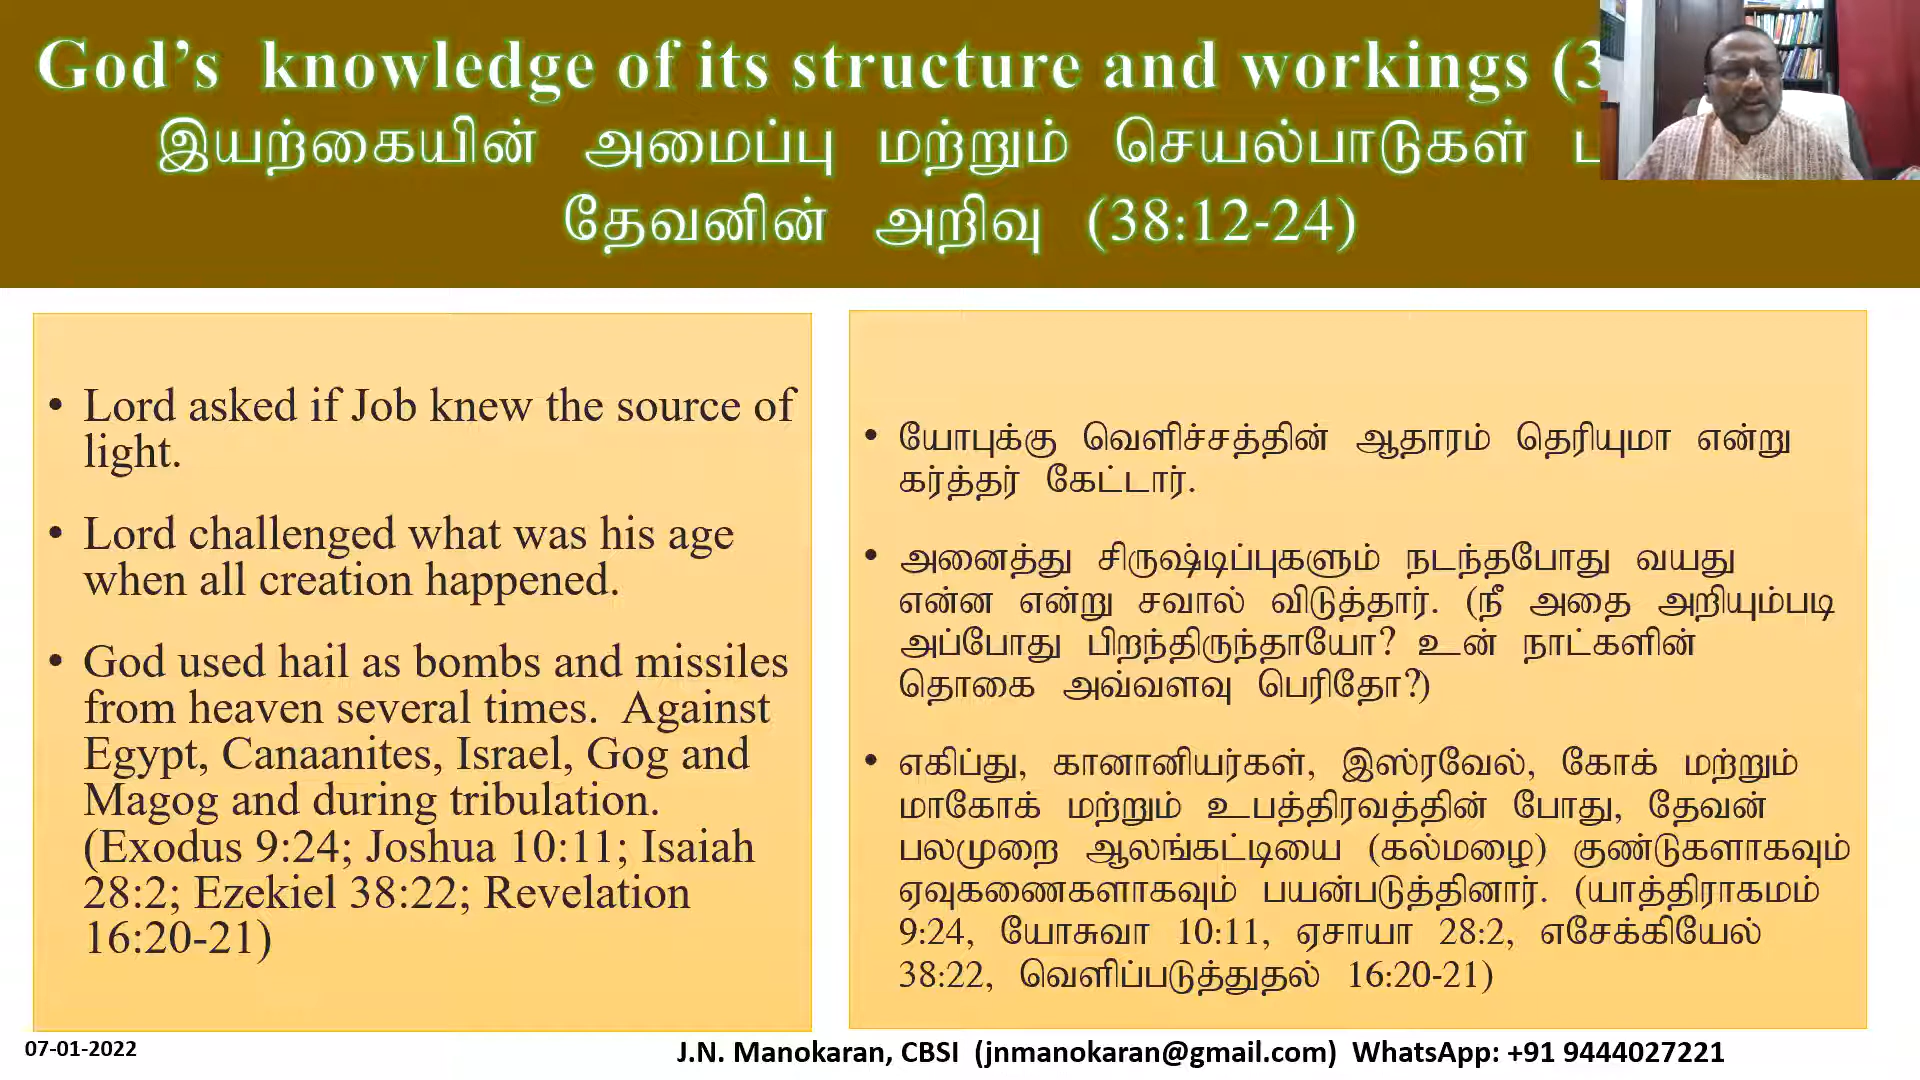 God’s knowledge of its structure and workings (3
இயற்கையின் அமைப்பு மற்றும் செயல்பாடுகள்
தேவனின் அறிவு (38:12-24)
• Lord asked if Job knew the source of
light.
• Lord challenged what was his age
when all creation happened.
• God used hail as bombs and missiles
from heaven several times. Against
Egypt, Canaanites, Israel, Gog and
Magog and during tribulation.
(Exodus 9:24; Joshua 10:11; Isaiah
28:2; Ezekiel 38:22; Revelation
16:20-21)
• யோபுக்கு வெளிச்சத்தின் ஆதாரம் தெரியுமா என்று
கர்த்தர் கேட்டார்.
• அனைத்து சிருஷ்டிப்புகளும் நடந்தபோது வயது
என்ன என்று சவால் விடுத்தார். (நீ அதை அறியும்படி
அப்போது பிறந்திருந்தாயோ? உன் நாட்களின்
தொகை அவ்வளவு பெரிதோ?)
• எகிப்து, கானானியர்கள், இஸ்ரவேல், கோக் மற்றும்
மாகோக் மற்றும் உபத்திரவத்தின் போது, தேவன்
பலமுறை ஆலங்கட்டியை (கல்மழை) குண்டுகளாகவும்
ஏவுகணைகளாகவும் பயன்படுத்தினார். (யாத்திராகமம்
9:24, யோசுவா 10:11, ஏசாயா 28:2, எசேக்கியேல்
38:22, வெளிப்படுத்துதல் 16:20-21)
07-01-2022
J.N. Manokaran, CBSI (jnmanokaran@gmail.com) WhatsApp: +91 9444027221